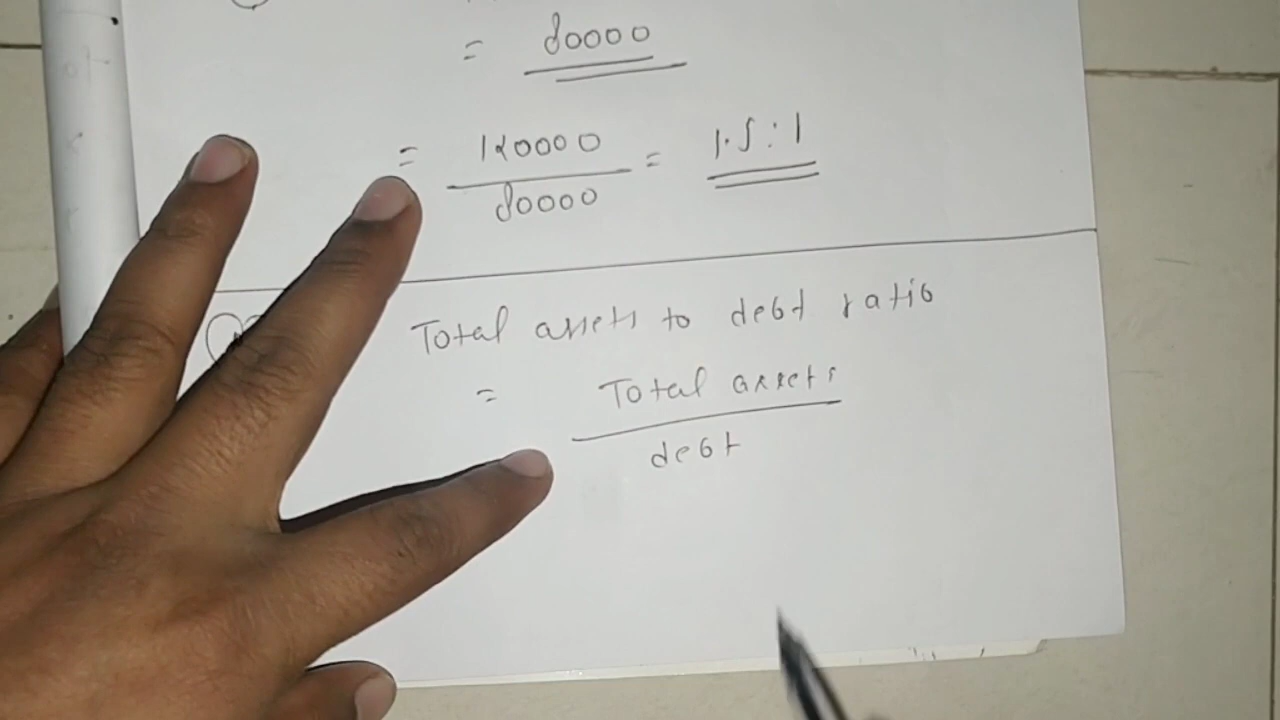 = 80000
= 120000 / 80000 = 1.5 : 1
Total assets to debt ratio
= Total assets / debt